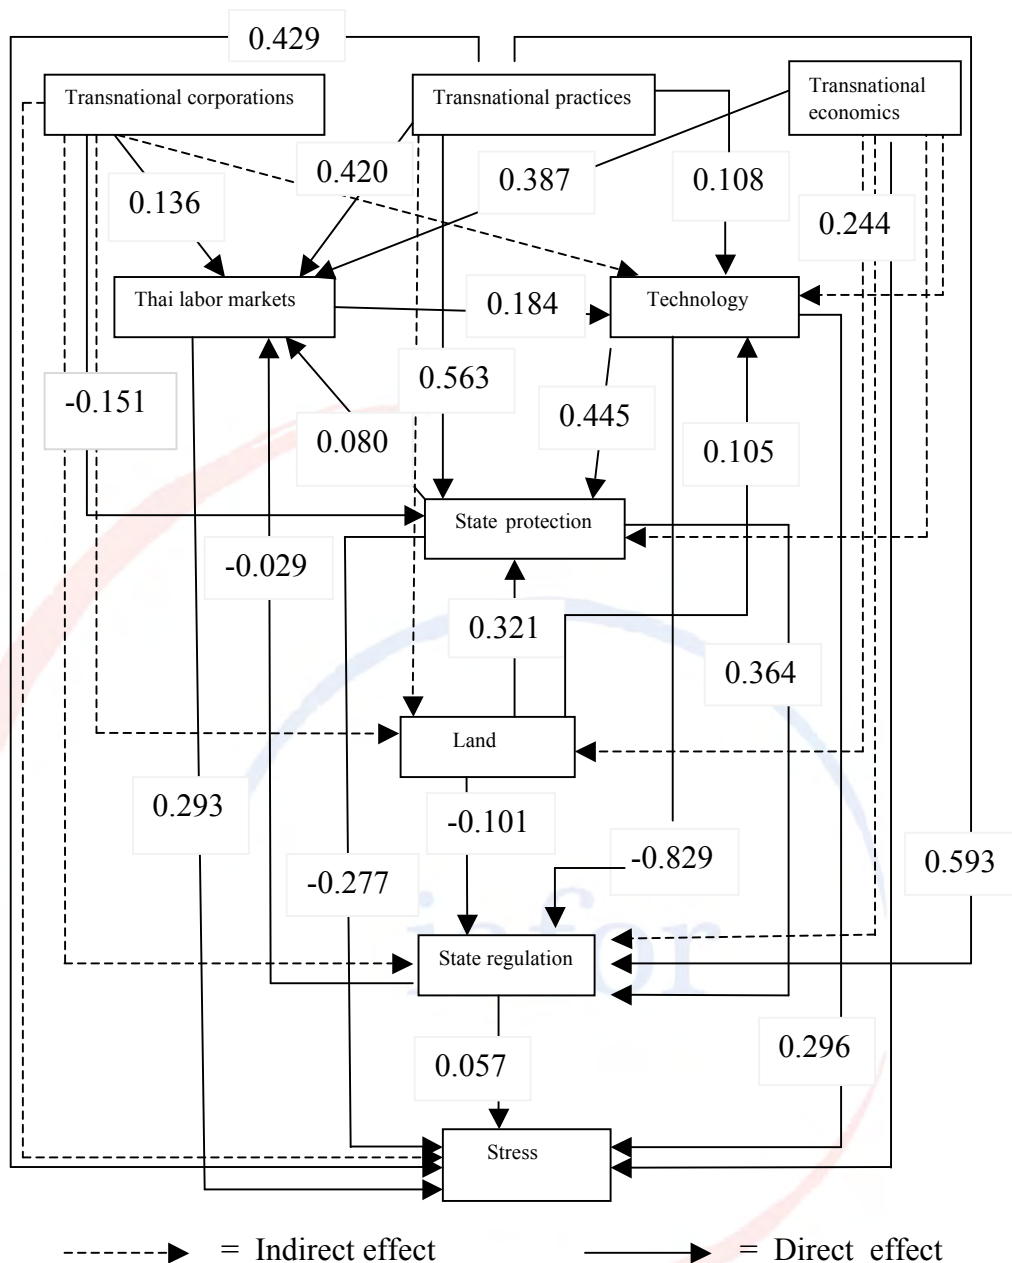 0.429
Transnational corporations
Transnational practices
Transnational
economics
0.136
0.420
0.387
0.108
0.244
Thai labor markets
0.184
Technology
-0.151
0.563
0.080
0.445
0.105
State protection
-0.029
0.321
0.364
Land
0.293
-0.101
-0.277
-0.829
0.593
iafor
State regulation
0.057
0.296
Stress
= Indirect effect
= Direct effect